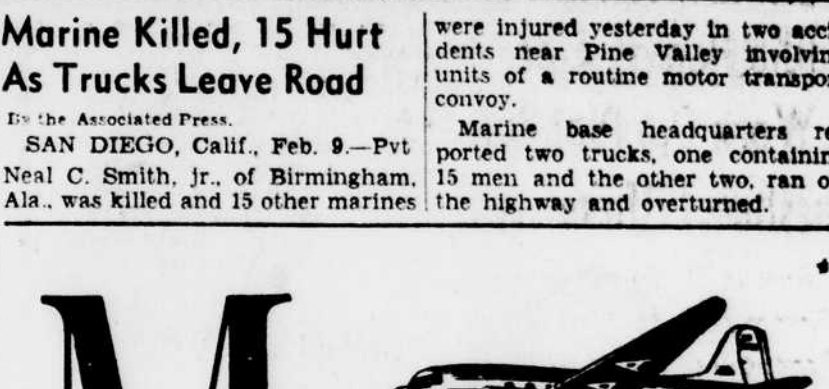 Marine Killed, 15 Hurt
As Trucks Leave Road
By the Associated Press.
SAN DIEGO, Calif., Feb. 9.—Pvt
Neal C. Smith, jr., of Birmingham,
Ala., was killed and 15 other marines
were injured yesterday in two acci
dents near Pine Valley involvin
units of a routine motor transpor
convoy.
Marine base headquarters re
ported two trucks, one containin
15 men and the other two, ran o
the highway and overturned.
M